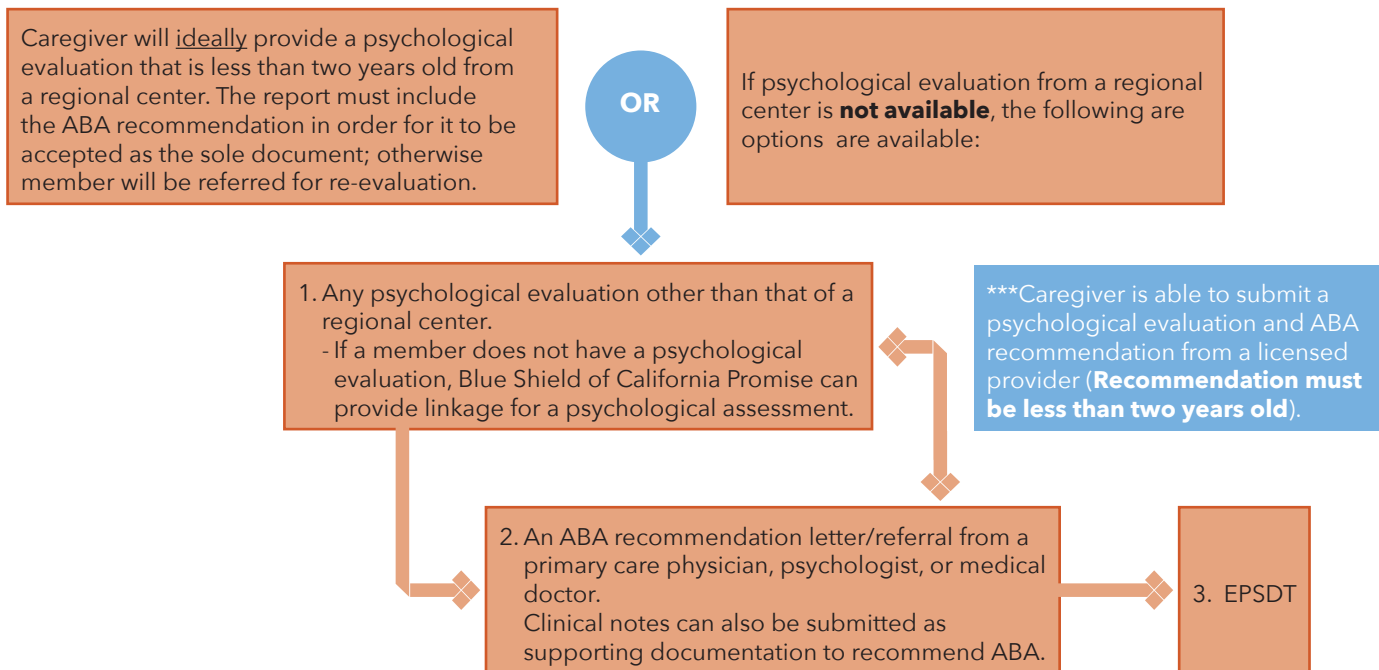 Caregiver will ideally provide a psychological
evaluation that is less than two years old from
a regional center. The report must include
the ABA recommendation in order for it to be
accepted as the sole document; otherwise
member will be referred for re-evaluation.
OR
If psychological evaluation from a regional
center is not available, the following are
options  are available:
1. Any psychological evaluation other than that of a
regional center.
- If a member does not have a psychological
evaluation, Blue Shield of California Promise can
provide linkage for a psychological assessment.
***Caregiver is able to submit a
psychological evaluation and ABA
recommendation from a licensed
provider (Recommendation must
be less than two years old).
2. An ABA recommendation letter/referral from a
primary care physician, psychologist, or medical
doctor.
Clinical notes can also be submitted as
supporting documentation to recommend ABA.
3. EPSDT